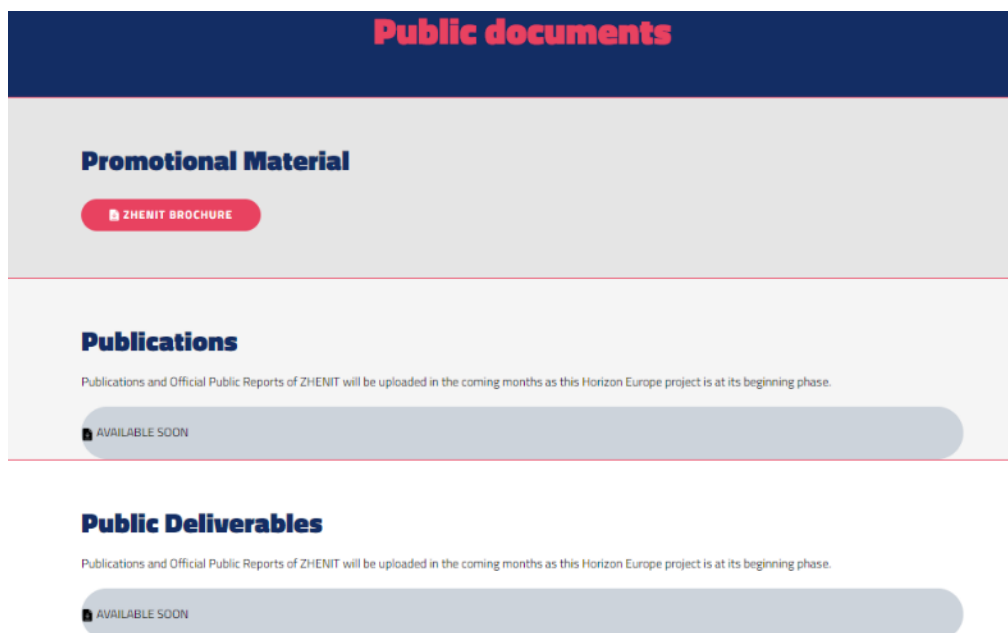 Public documents
Promotional Material
ZHENIT BROCHURE
Publications
Publications and Official Public Reports of ZHENIT will be uploaded in the coming months as this Horizon Europe project is at its beginning phase.
AVAILABLE SOON
Public Deliverables
Publications and Official Public Reports of ZHENIT will be uploaded in the coming months as this Horizon Europe project is at its beginning phase.
AVAILABLE SOON